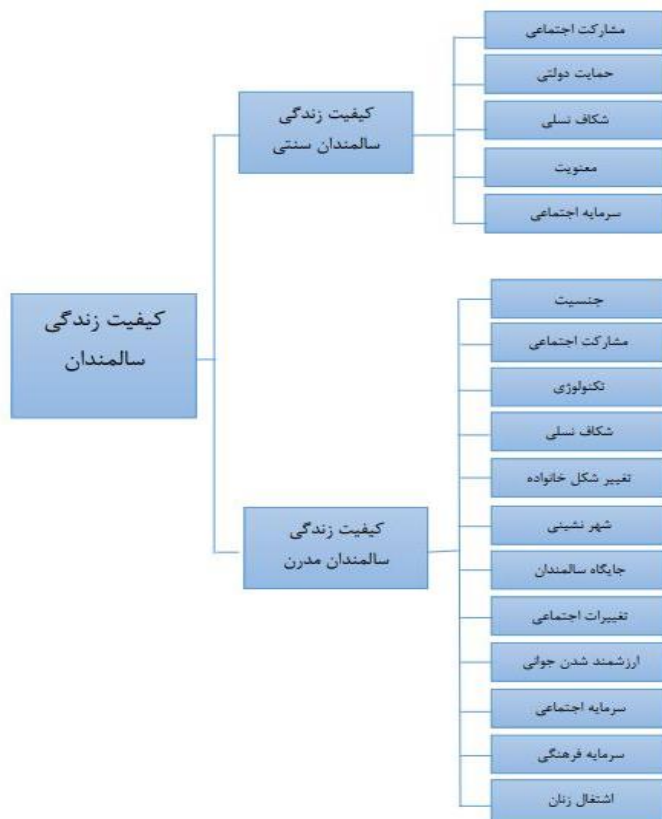 کیفیت زندگی
سالمندان
کیفیت زندگی
سالمندان سنتی
مشارکت اجتماعی
حمایت دولتی
شکاف نسلی
معنویت
سرمایه اجتماعی
کیفیت زندگی
سالمندان مدرن
جنسیت
مشارکت اجتماعی
تکنولوژی
شکاف نسلی
تغییر شکل خانواده
شهر نشینی
جایگاه سالمندان
تغییرات اجتماعی
ارزشمند شدن جوانی
سرمایه اجتماعی
سرمایه فرهنگی
اشتغال زنان